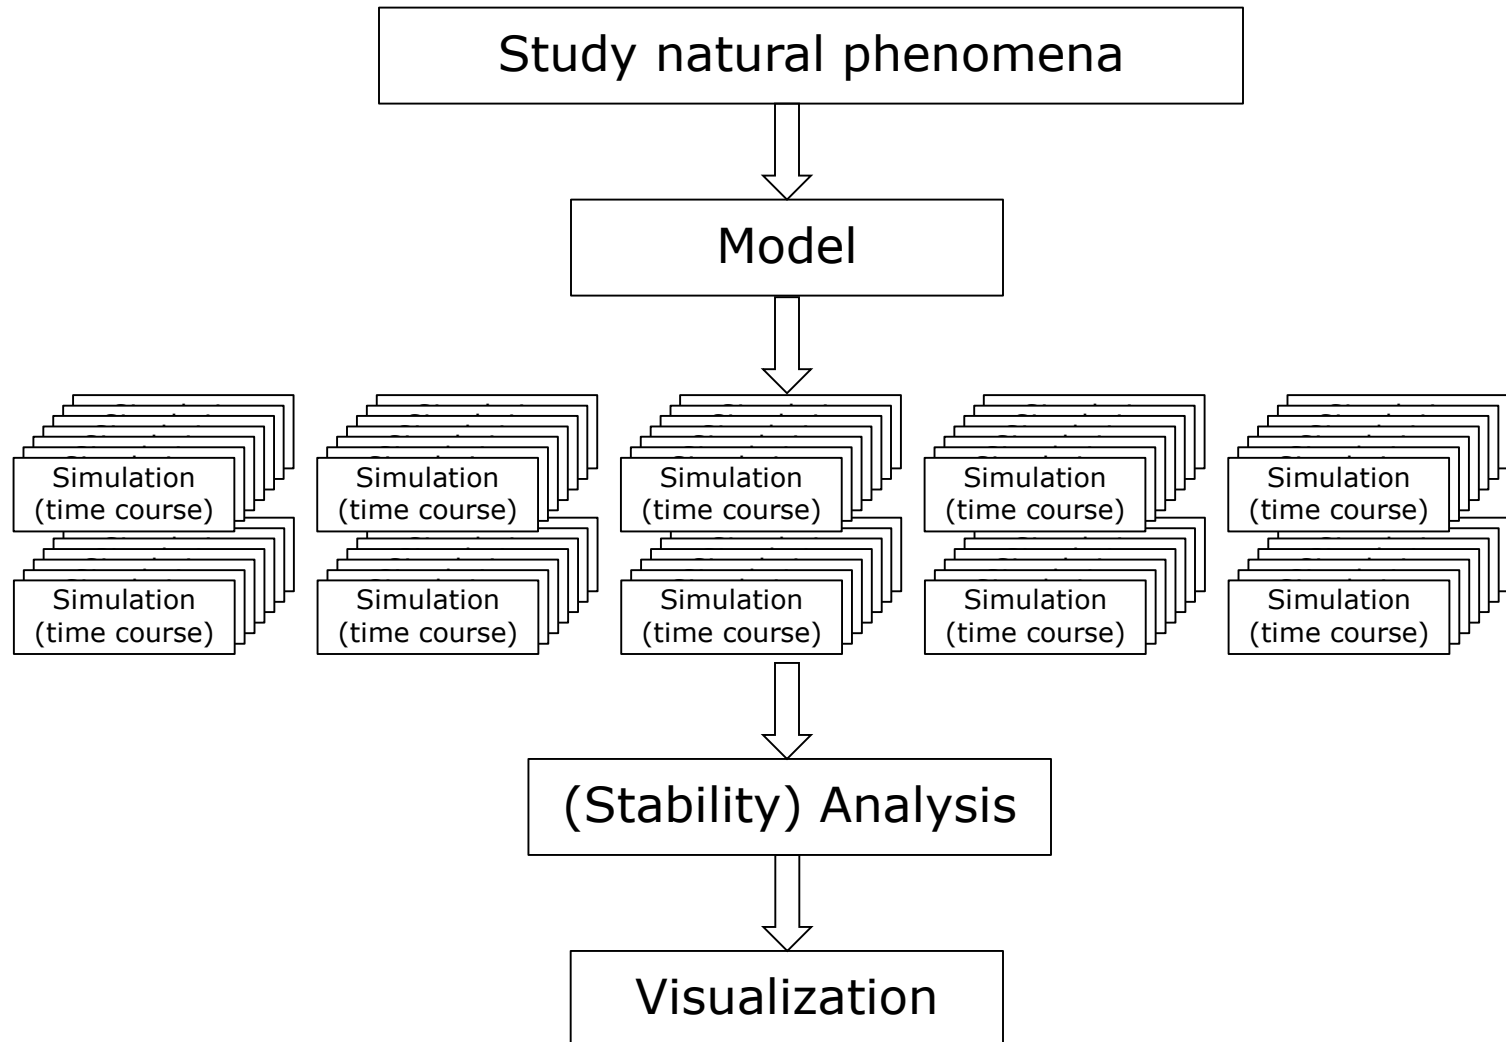 Study natural phenomena
Model
Simulation Simulation Simulation Simulation Simulation
(time course) (time course) (time course) (time course) (time course)
Simulation Simulation Simulation Simulation Simulation
(time course) (time course) (time course) (time course) (time course)
(Stability) Analysis
Visualization